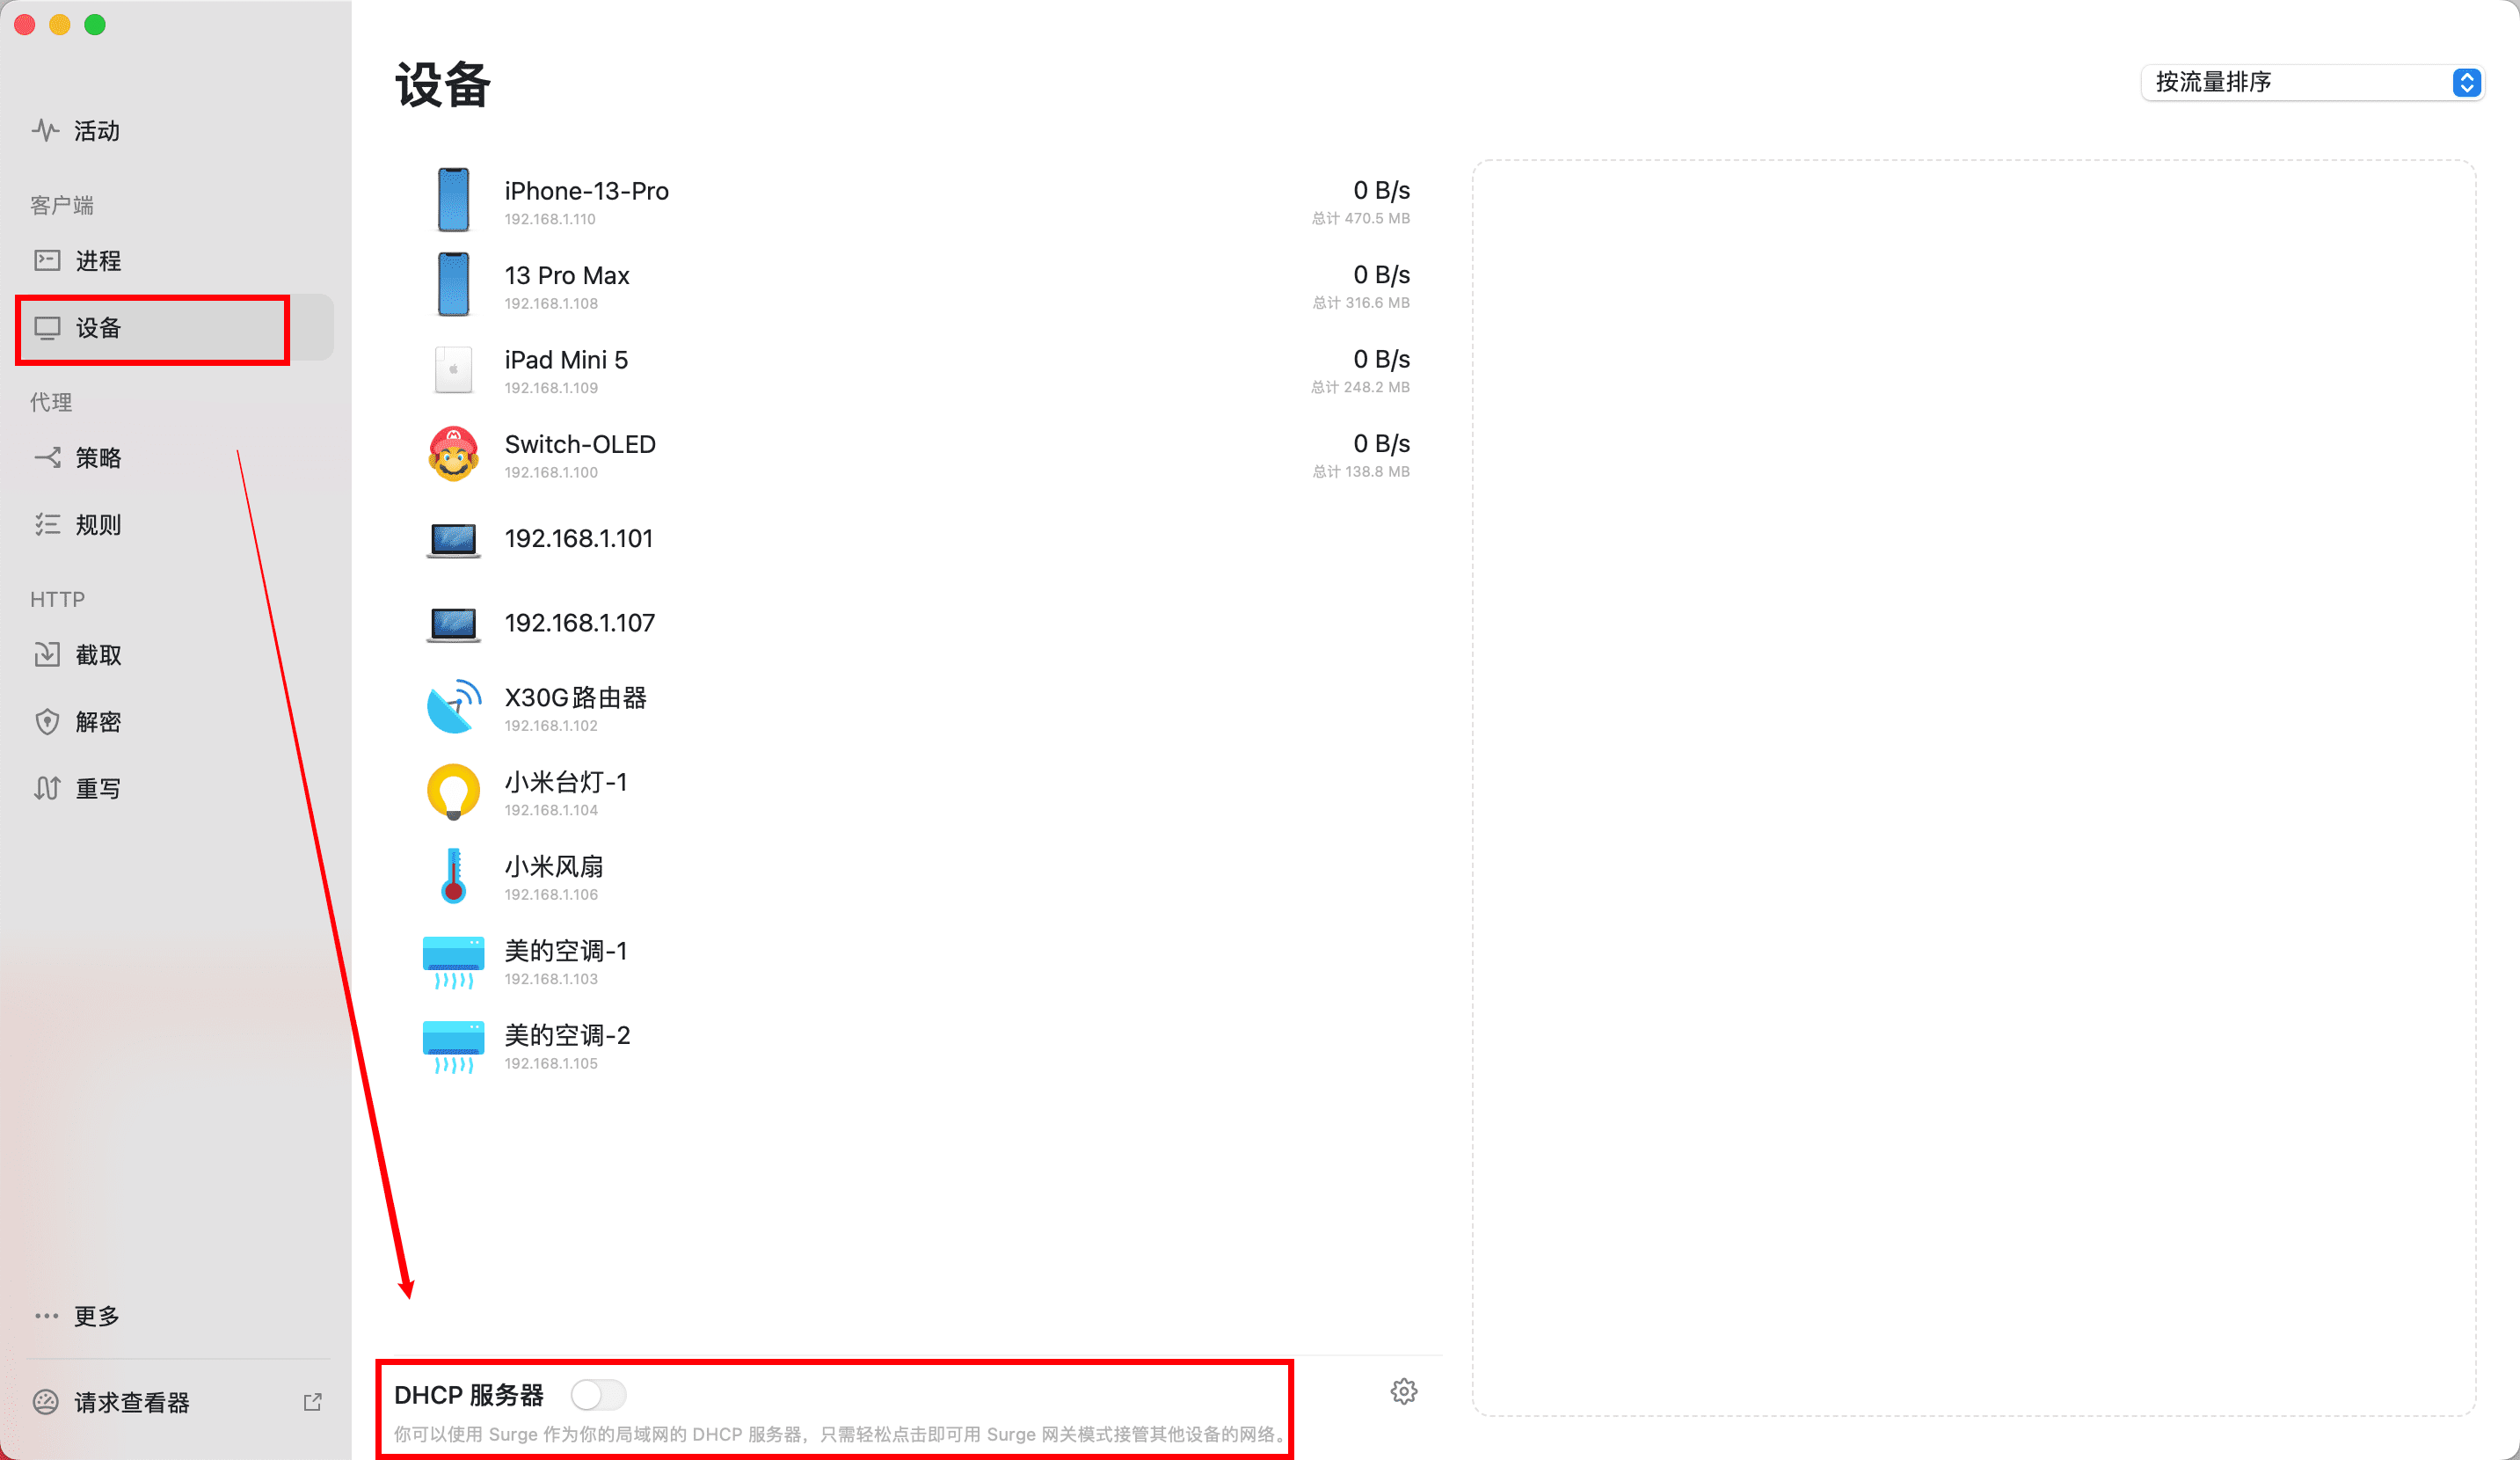 活动
客户端
进程
设备
代理
策略
规则
HTTP
截取
解密
重写
更多
请求查看器
设备
按流量排序
iPhone-13-Pro
192.168.1.110
0 B/s
总计 470.5 MB
13 Pro Max
192.168.1.108
0 B/s
总计 316.6 MB
iPad Mini 5
192.168.1.109
0 B/s
总计 248.2 MB
Switch-OLED
192.168.1.100
0 B/s
总计 138.8 MB
192.168.1.101
192.168.1.107
X30G路由器
192.168.1.102
小米台灯-1
192.168.1.104
小米风扇
192.168.1.106
美的空调-1
192.168.1.103
美的空调-2
192.168.1.105
DHCP 服务器
你可以使用 Surge 作为你的局域网的 DHCP 服务器，只需轻松点击即可用 Surge 网关模式接管其他设备的网络。